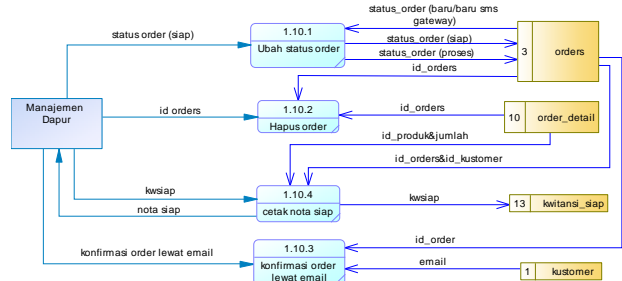 status_order (baru/baru sms
gateway)
status order (siap)
1.10.1
Ubah status order
status_order (siap)
status_order (proses)
3
orders
id_orders
Manajemen
Dapur
id orders
1.10.2
Hapus order
id_orders
10
order_detail
id_produk&jumlah
id_orders&id_kustomer
kwsiap
nota siap
1.10.4
cetak nota siap
kwsiap
13
kwitansi_siap
konfirmasi order lewat email
1.10.3
konfirmasi order
lewat email
id_order
email
1
kustomer